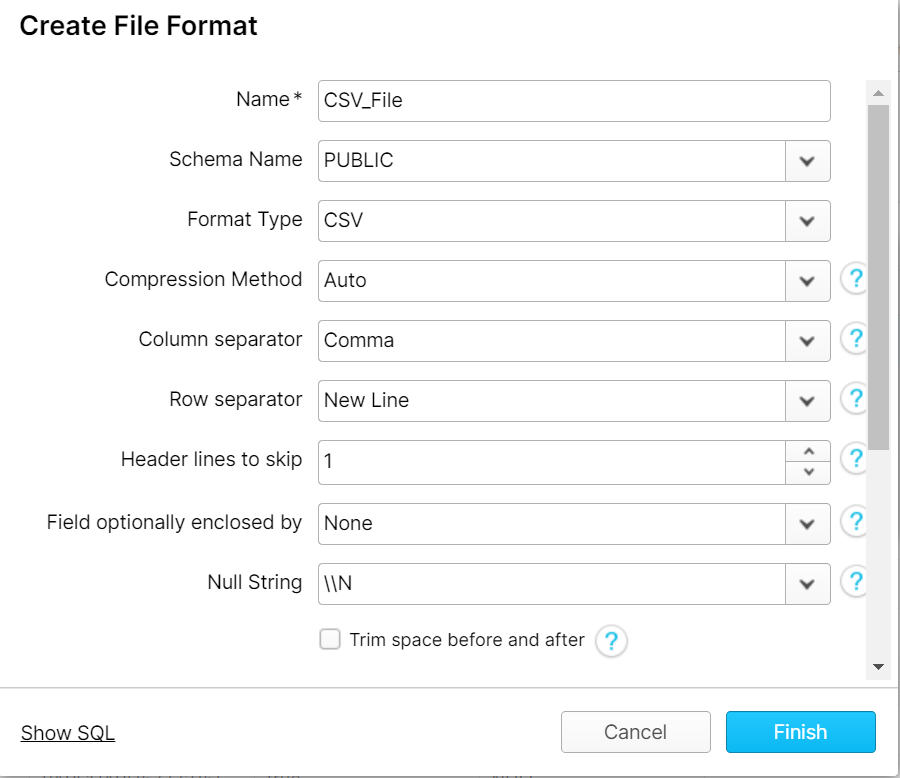 Create File Format
Name* CSV_File
Schema Name PUBLIC
Format Type CSV
Compression Method Auto ?
Column separator Comma ?
Row separator New Line ?
Header lines to skip 1 ?
Field optionally enclosed by None ?
Null String \\N ?
Trim space before and after ?
Show SQL Cancel Finish